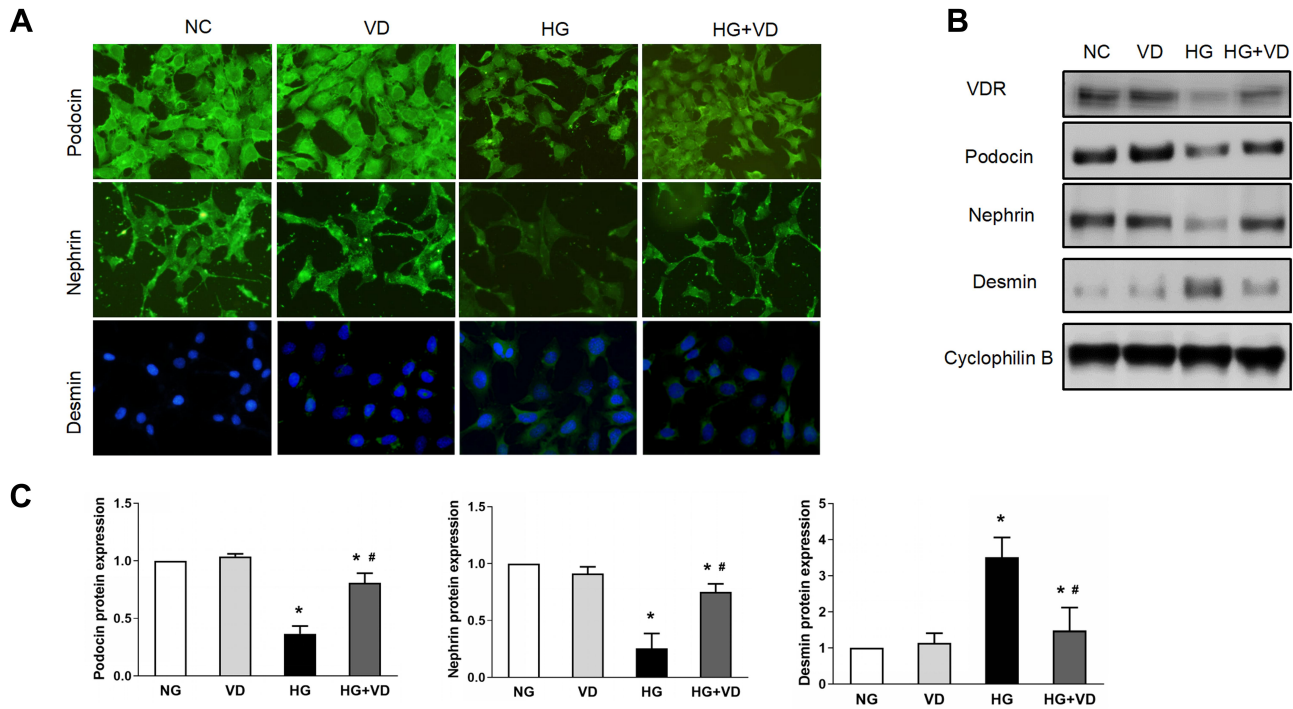 A
NC VD HG HG+VD
Podocin
Nephrin
Desmin
B
NC VD HG HG+VD
VDR
Podocin
Nephrin
Desmin
Cyclophilin B
C
Podocin protein expression
1.5
1.0
0.5
0.0
* * #
NG VD HG HG+VD
Nephrin protein expression
1.5
1.0
0.5
0.0
* * #
NG VD HG HG+VD
Desmin protein expression
5
4
3
2
1
0
* * #
NG VD HG HG+VD